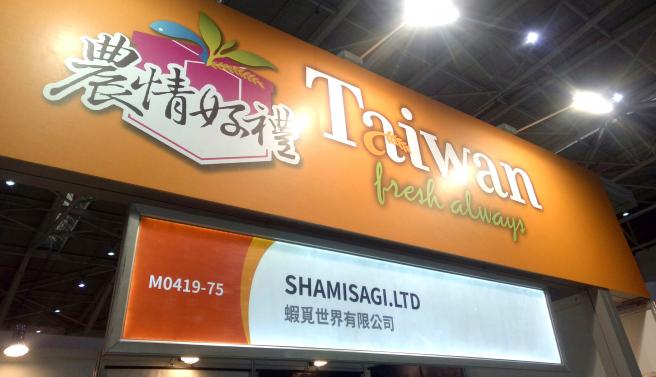 農情好禮
Taiwan
fresh always
M0419-75
SHAMISAGI.LTD
蝦覓世界有限公司